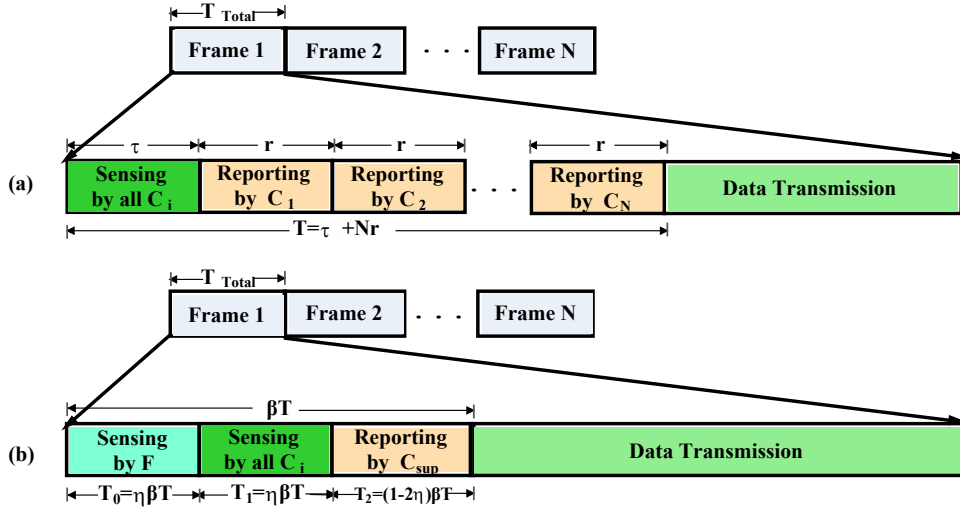 T Total
Frame 1 Frame 2 . . . Frame N
τ r r r
(a) Sensing by all C i Reporting by C 1 Reporting by C 2 . . . Reporting by C N Data Transmission
T=τ +Nr
T Total
Frame 1 Frame 2 . . . Frame N
βT
(b) Sensing by F Sensing by all C i Reporting by C sup Data Transmission
T0=ηβT T1=ηβT T2=(1-2η)βT